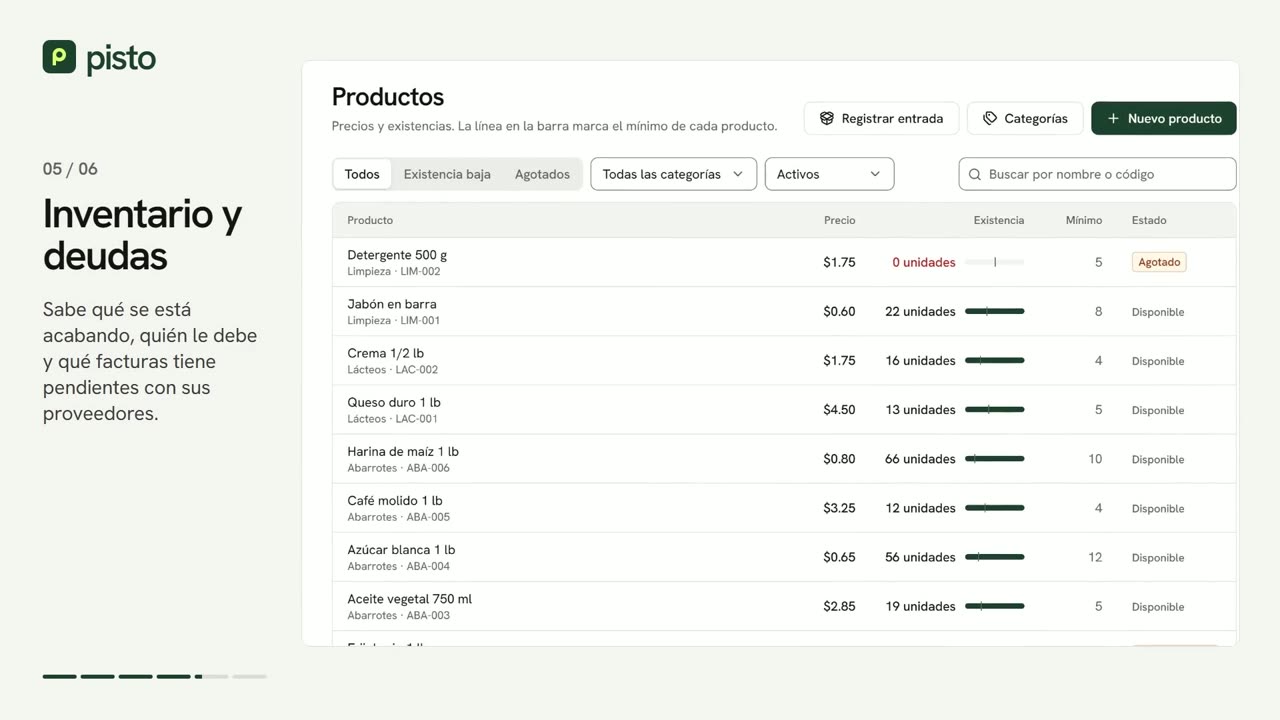 pisto
05 / 06
Inventario y
deudas
Sabe qué se está
acabando, quién le debe
y qué facturas tiene
pendientes con sus
proveedores.
Productos
Precios y existencias. La línea en la barra marca el mínimo de cada producto.
Registrar entrada
Categorías
+ Nuevo producto
Todos Existencia baja Agotados
Todas las categorías
Activos
Buscar por nombre o código
Producto Precio Existencia Mínimo Estado
Detergente 500 g
Limpieza · LIM-002
$1.75 0 unidades 5 Agotado
Jabón en barra
Limpieza · LIM-001
$0.60 22 unidades 8 Disponible
Crema 1/2 lb
Lácteos · LAC-002
$1.75 16 unidades 4 Disponible
Queso duro 1 lb
Lácteos · LAC-001
$4.50 13 unidades 5 Disponible
Harina de maíz 1 lb
Abarrotes · ABA-006
$0.80 66 unidades 10 Disponible
Café molido 1 lb
Abarrotes · ABA-005
$3.25 12 unidades 4 Disponible
Azúcar blanca 1 lb
Abarrotes · ABA-004
$0.65 56 unidades 12 Disponible
Aceite vegetal 750 ml
Abarrotes · ABA-003
$2.85 19 unidades 5 Disponible